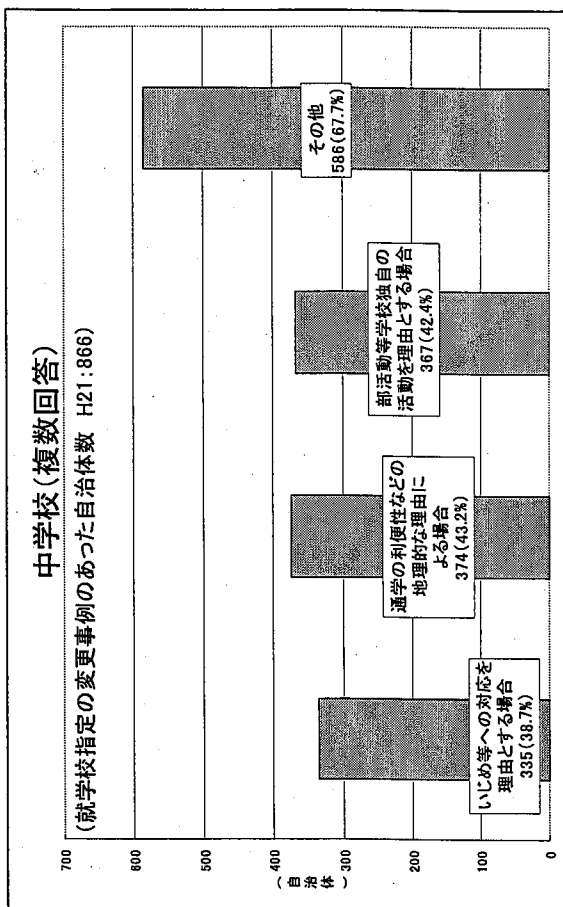 中学校(複数回答)
(就学校指定の変更事例のあった自治体数 H21:866)
700
600
500
400
300
200
100
0
(自治体)
いじめ等への対応を
理由とする場合
335(38.7%)
通学の利便性などの
地理的な理由に
よる場合
374(43.2%)
部活動等学校独自の
活動を理由とする場合
367(42.4%)
その他
586(67.7%)